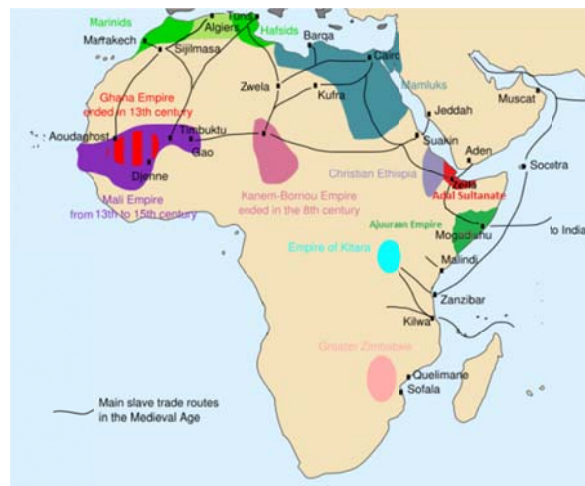 Marinids
Tunis
Algiers
Hafsids
Marrakech
Sijilmasa
Barqa
Cairo
Zwela
Kufra
Mamluks
Muscat
Ghana Empire
ended in 13th century
Jeddah
Aoudaghost
Timbuktu
Gao
Suakin
Aden
Djenne
Socotra
Christian Ethiopia
Zeila
Adal Sultanate
Mali Empire
from 13th to 15th century
Kanem-Bornou Empire
ended in the 8th century
Ajuuraan Empire
Mogadishu
to India
Empire of Kitara
Malindi
Zanzibar
Kilwa
Greater Zimbabwe
Quelimane
Sofala
Main slave trade routes
in the Medieval Age